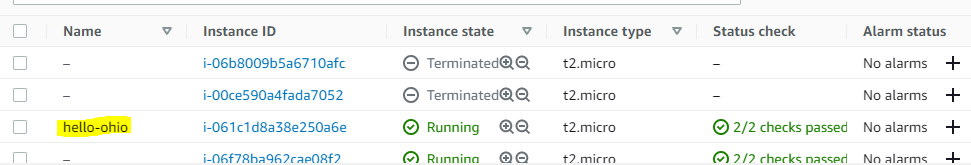 Name Instance ID Instance state Instance type Status check Alarm status
– i-06b8009b5a6710afc Terminated t2.micro – No alarms +
– i-00ce590a4fada7052 Terminated t2.micro – No alarms +
hello-ohio i-061c1d8a38e250a6e Running t2.micro 2/2 checks passed No alarms +
– i-06f78ba962cae08f2 Running t2.micro 2/2 checks passed No alarms +